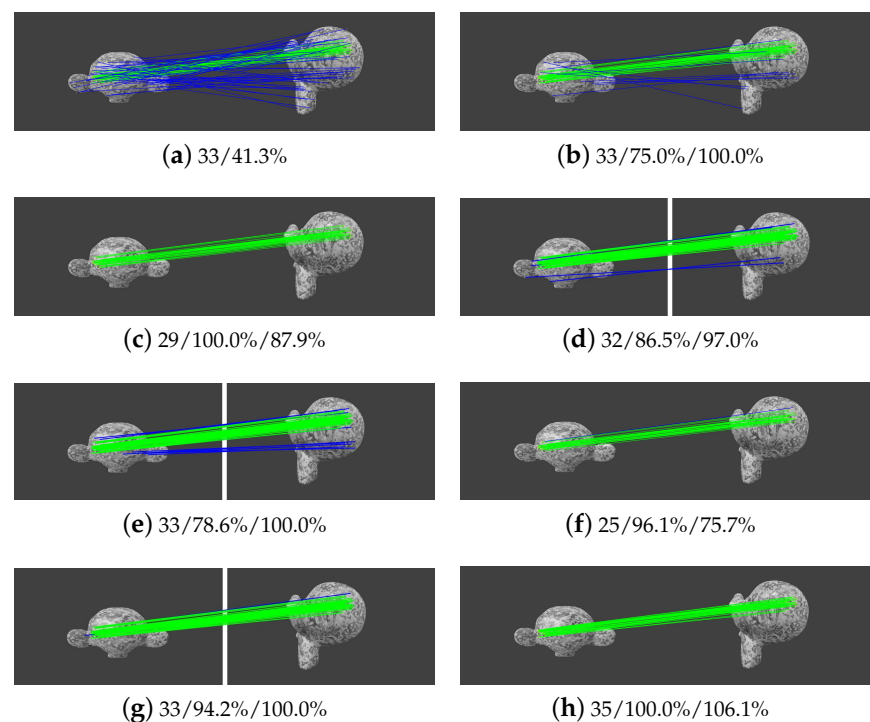 (a) 33/41.3%
(b) 33/75.0%/100.0%
(c) 29/100.0%/87.9%
(d) 32/86.5%/97.0%
(e) 33/78.6%/100.0%
(f) 25/96.1%/75.7%
(g) 33/94.2%/100.0%
(h) 35/100.0%/106.1%